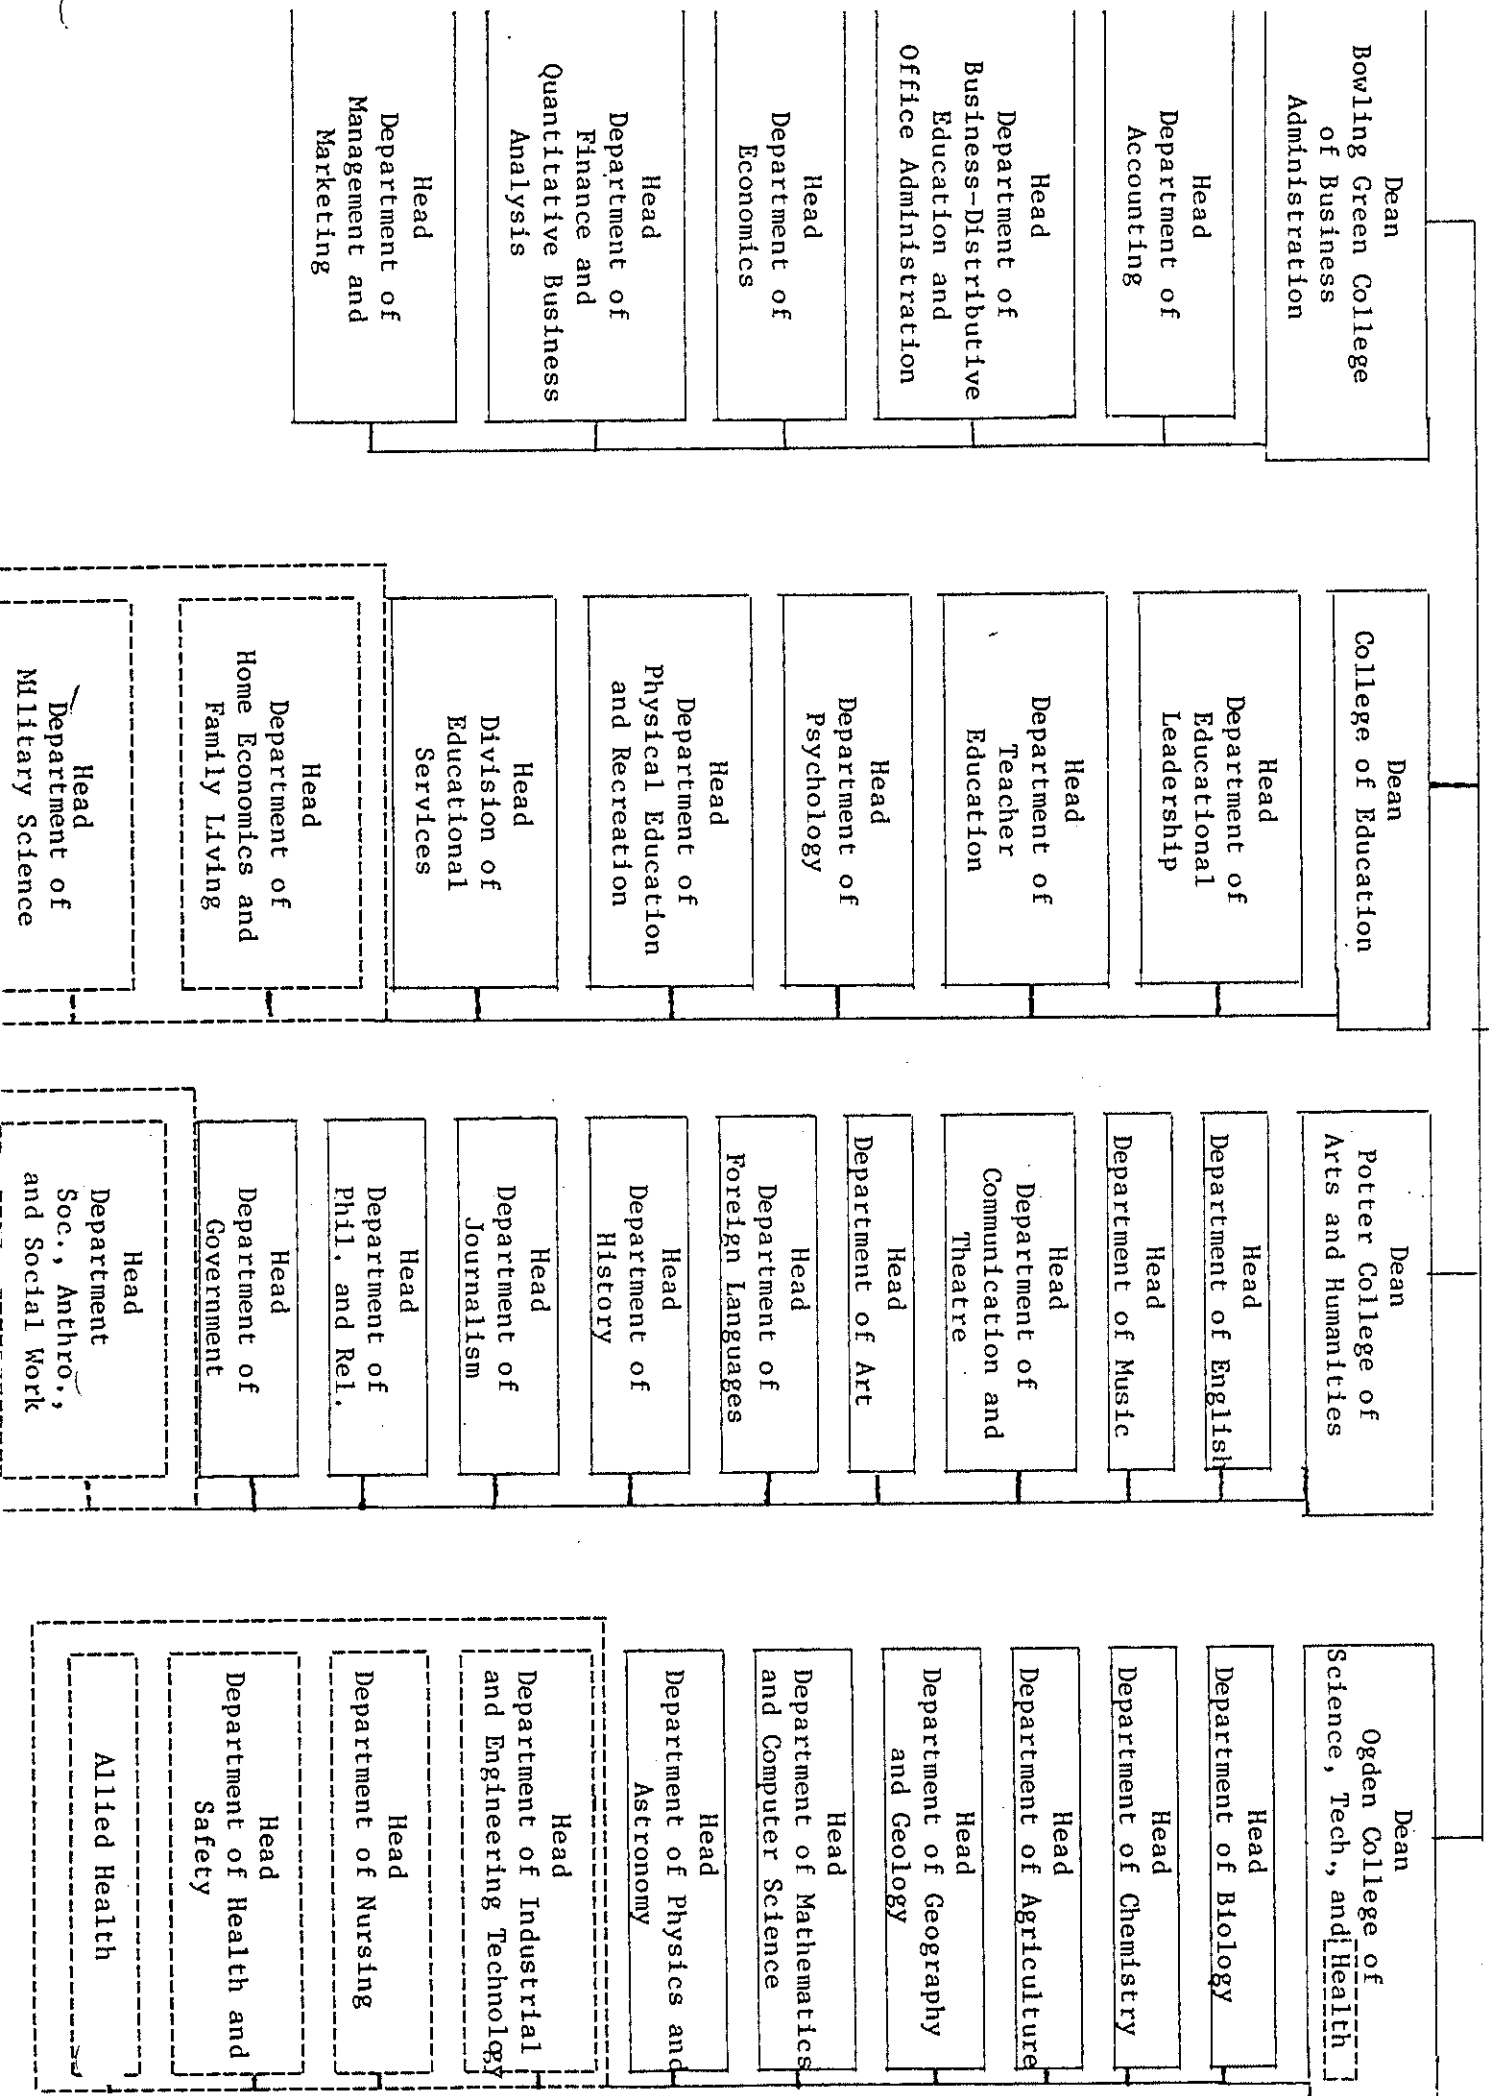 Dean
Bowling Green College
of Business
Administration
Head
Department of
Accounting
Head
Department of
Business-Distributive
Education and
Office Administration
Head
Department of
Economics
Head
Department of
Finance and
Quantitative Business
Analysis
Head
Department of
Management and
Marketing
Dean
College of Education
Head
Department of
Educational
Leadership
Head
Department of
Teacher
Education
Head
Department of
Psychology
Head
Department of
Physical Education
and Recreation
Head
Division of
Educational
Services
Head
Department of
Home Economics and
Family Living
Head
Department of
Military Science
Dean
Potter College of
Arts and Humanities
Head
Department of English
Head
Department of Music
Head
Department of
Communication and
Theatre
Head
Department of Art
Head
Department of
Foreign Languages
Head
Department of
History
Head
Department of
Journalism
Head
Department of
Phil. and Rel.
Head
Department of
Government
Head
Department
Soc., Anthro.,
and Social Work
Dean
Ogden College of
Science, Tech., and Health
Head
Department of Biology
Head
Department of Chemistry
Head
Department of Agriculture
Head
Department of Geography
and Geology
Head
Department of Mathematics
and Computer Science
Head
Department of Physics and
Astronomy
Head
Department of Industrial
and Engineering Technology
Head
Department of Nursing
Head
Department of Health and
Safety
Allied Health